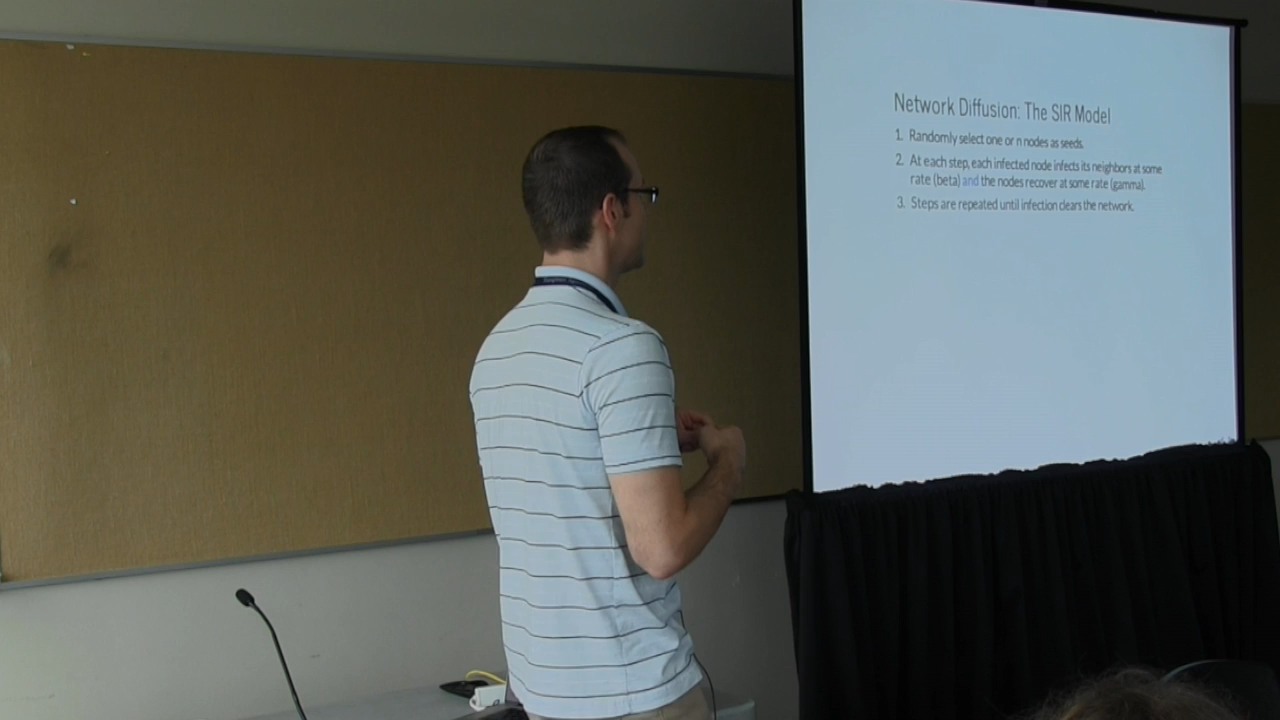 Network Diffusion: The SIR Model
1. Randomly select one or n nodes as seeds.
2. At each step, each infected node infects its neighbors at some
rate (beta) and the nodes recover at some rate (gamma).
3. Steps are repeated until infection clears the network.